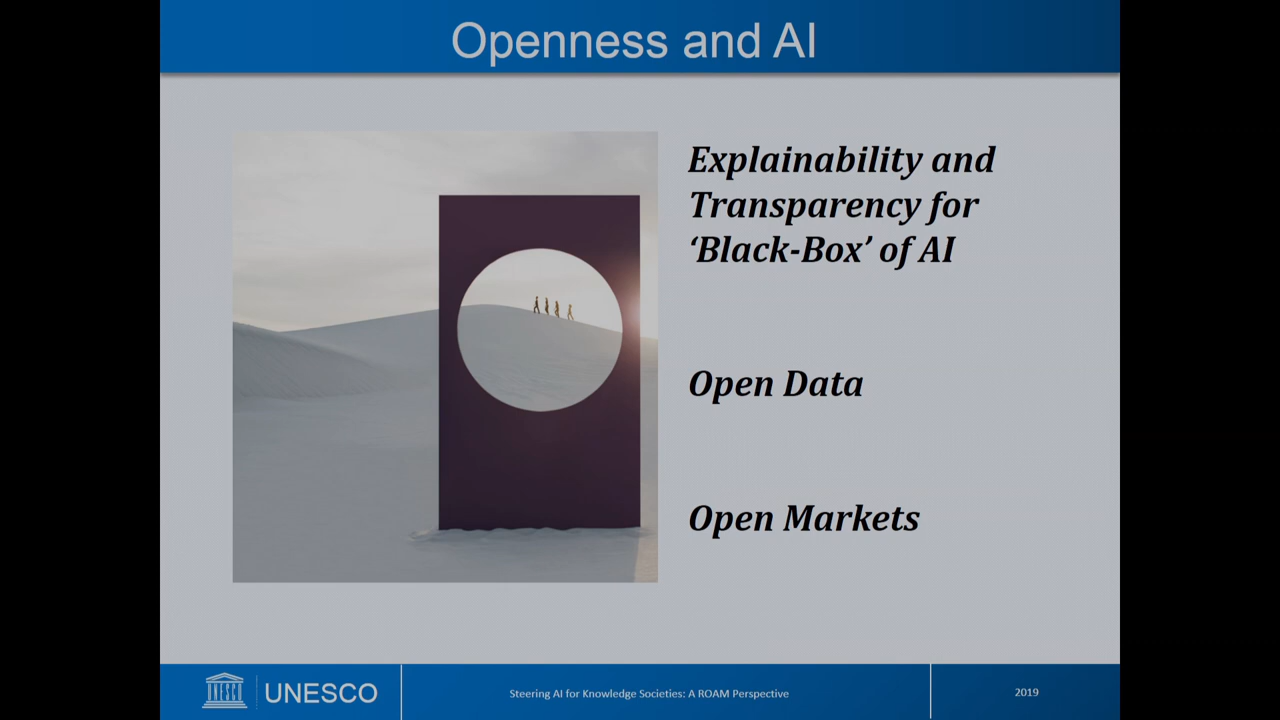 Openness and AI
Explainability and
Transparency for
‘Black-Box’ of AI
Open Data
Open Markets
UNESCO
UNESCO
Steering AI for Knowledge Societies: A ROAM Perspective
2019